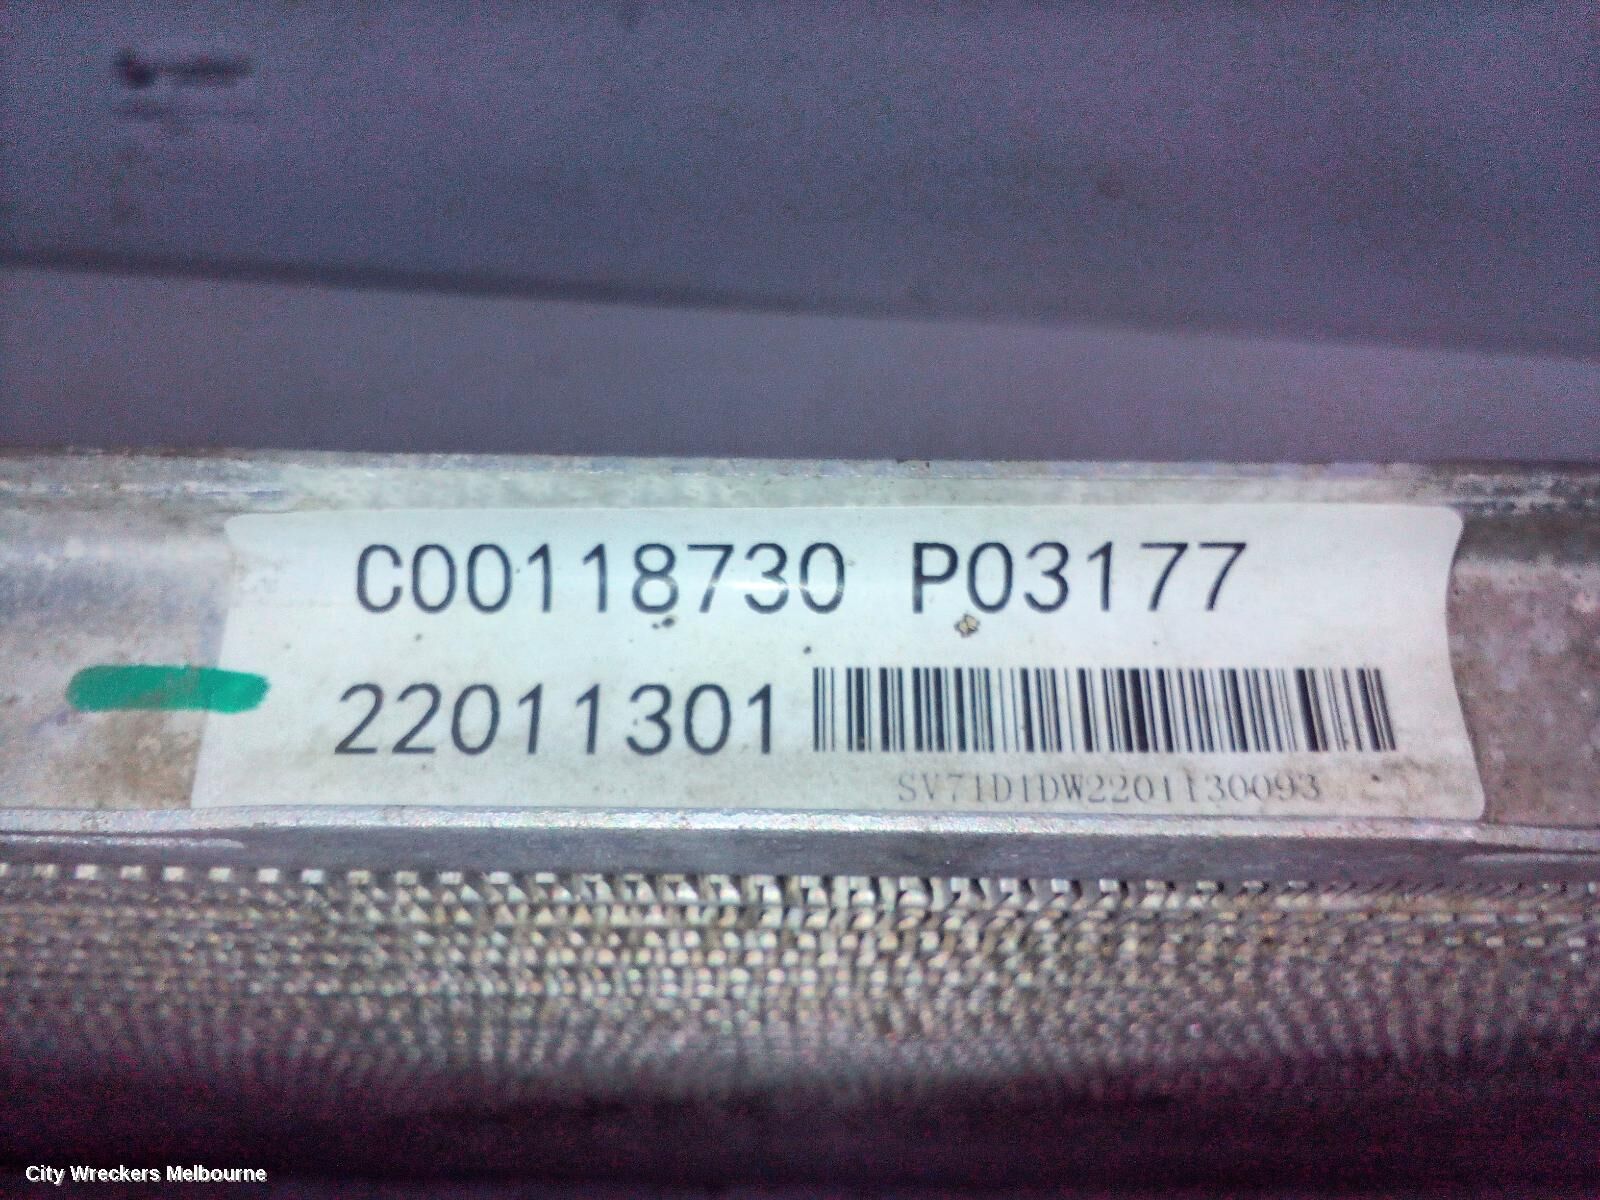 C00118730 P03177
22011301
SV71D1DW2201130093
City Wreckers Melbourne